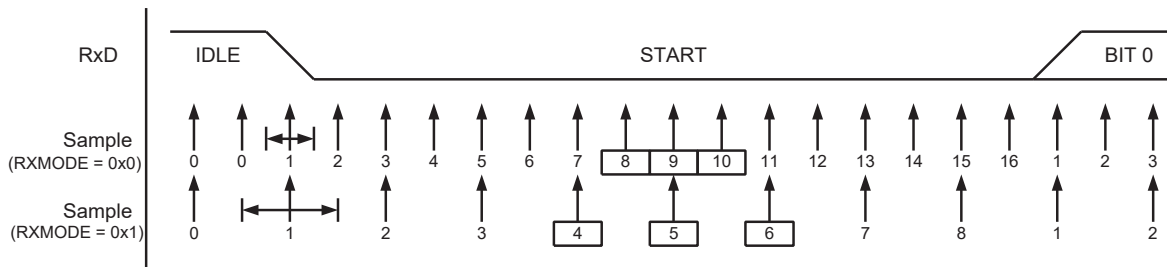 RxD IDLE START BIT 0
Sample
(RXMODE = 0x0) 0 0 1 2 3 4 5 6 7 8 9 10 11 12 13 14 15 16 1 2 3
Sample
(RXMODE = 0x1) 0 1 2 3 4 5 6 7 8 1 2